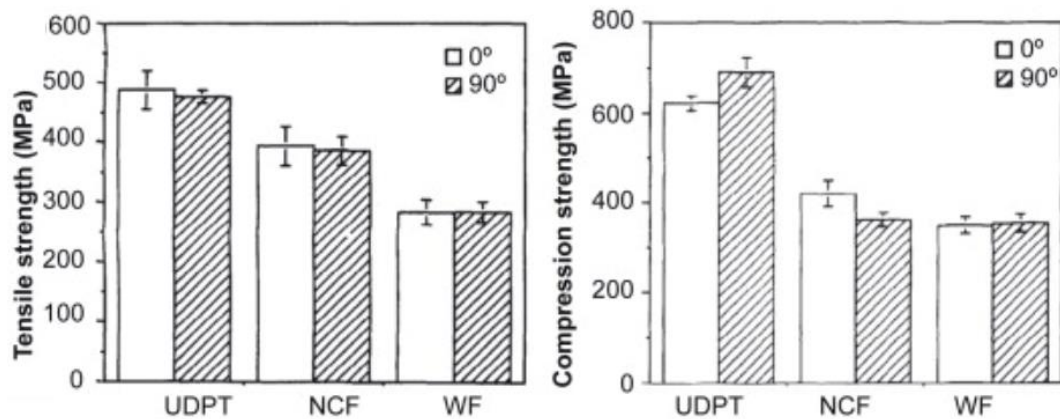 Tensile strength (MPa)
600
500
400
300
200
100
0
0º
90º
UDPT NCF WF
Compression strength (MPa)
800
600
400
200
0
0º
90º
UDPT NCF WF